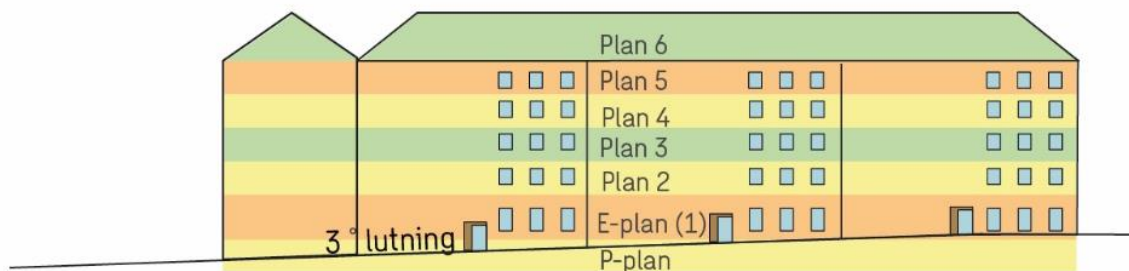 Plan 6
Plan 5
Plan 4
Plan 3
Plan 2
E-plan (1)
3° lutning
P-plan